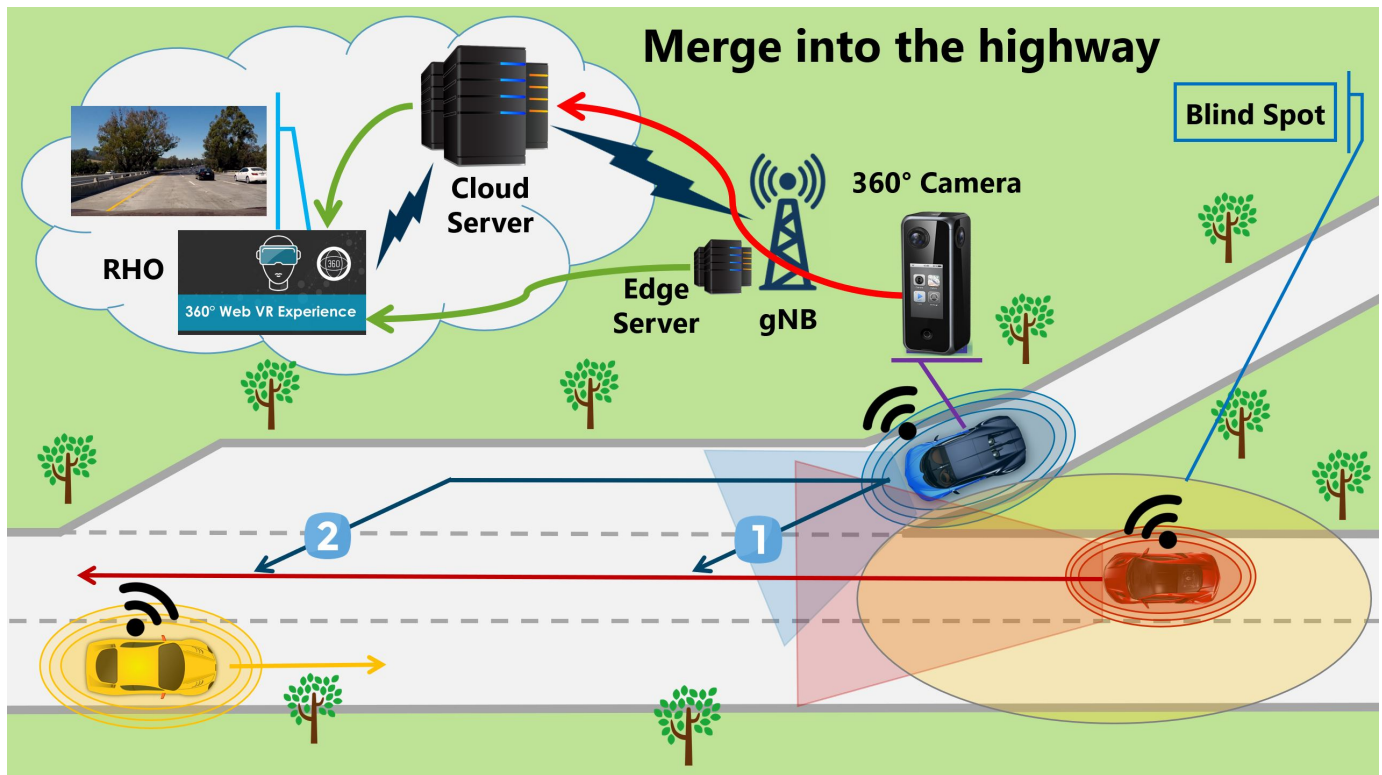 Merge into the highway
Blind Spot
Cloud
Server
360° Camera
RHO
360
360° Web VR Experience
Edge
Server
gNB
2
1